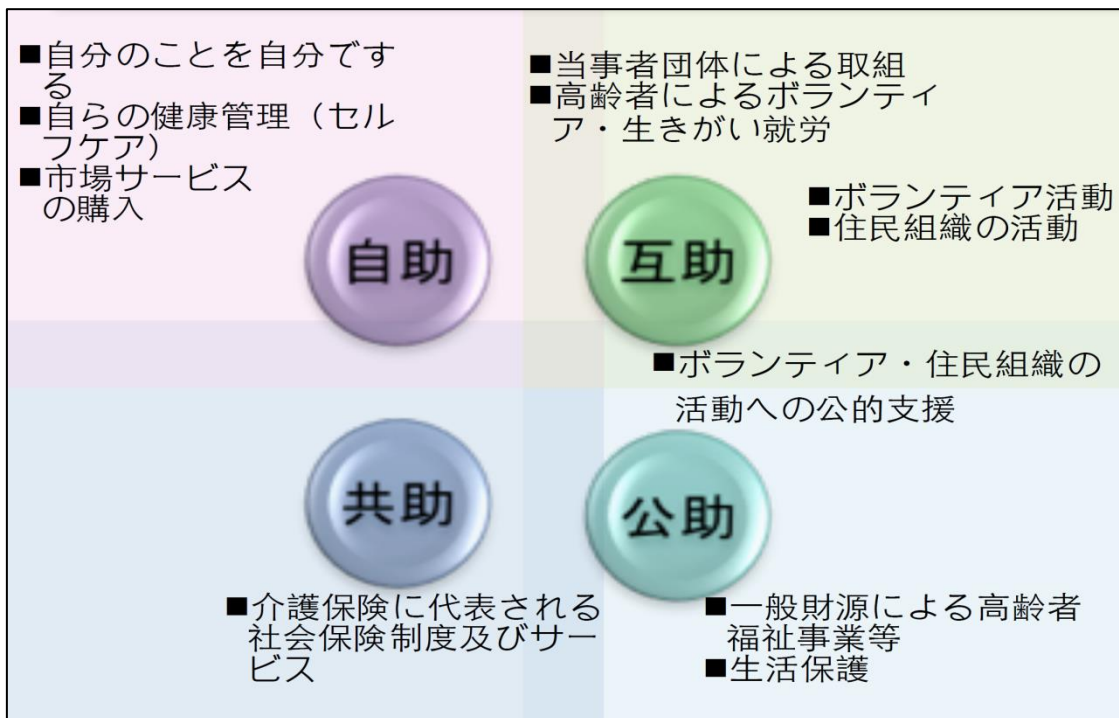 ■自分のことを自分です
る
■自らの健康管理（セル
フケア）
■市場サービス
の購入
■当事者団体による取組
■高齢者によるボランティ
ア・生きがい就労
■ボランティア活動
■住民組織の活動
自助
互助
■ボランティア・住民組織の
活動への公的支援
共助
公助
■介護保険に代表される
社会保険制度及びサー
ビス
■一般財源による高齢者
福祉事業等
■生活保護